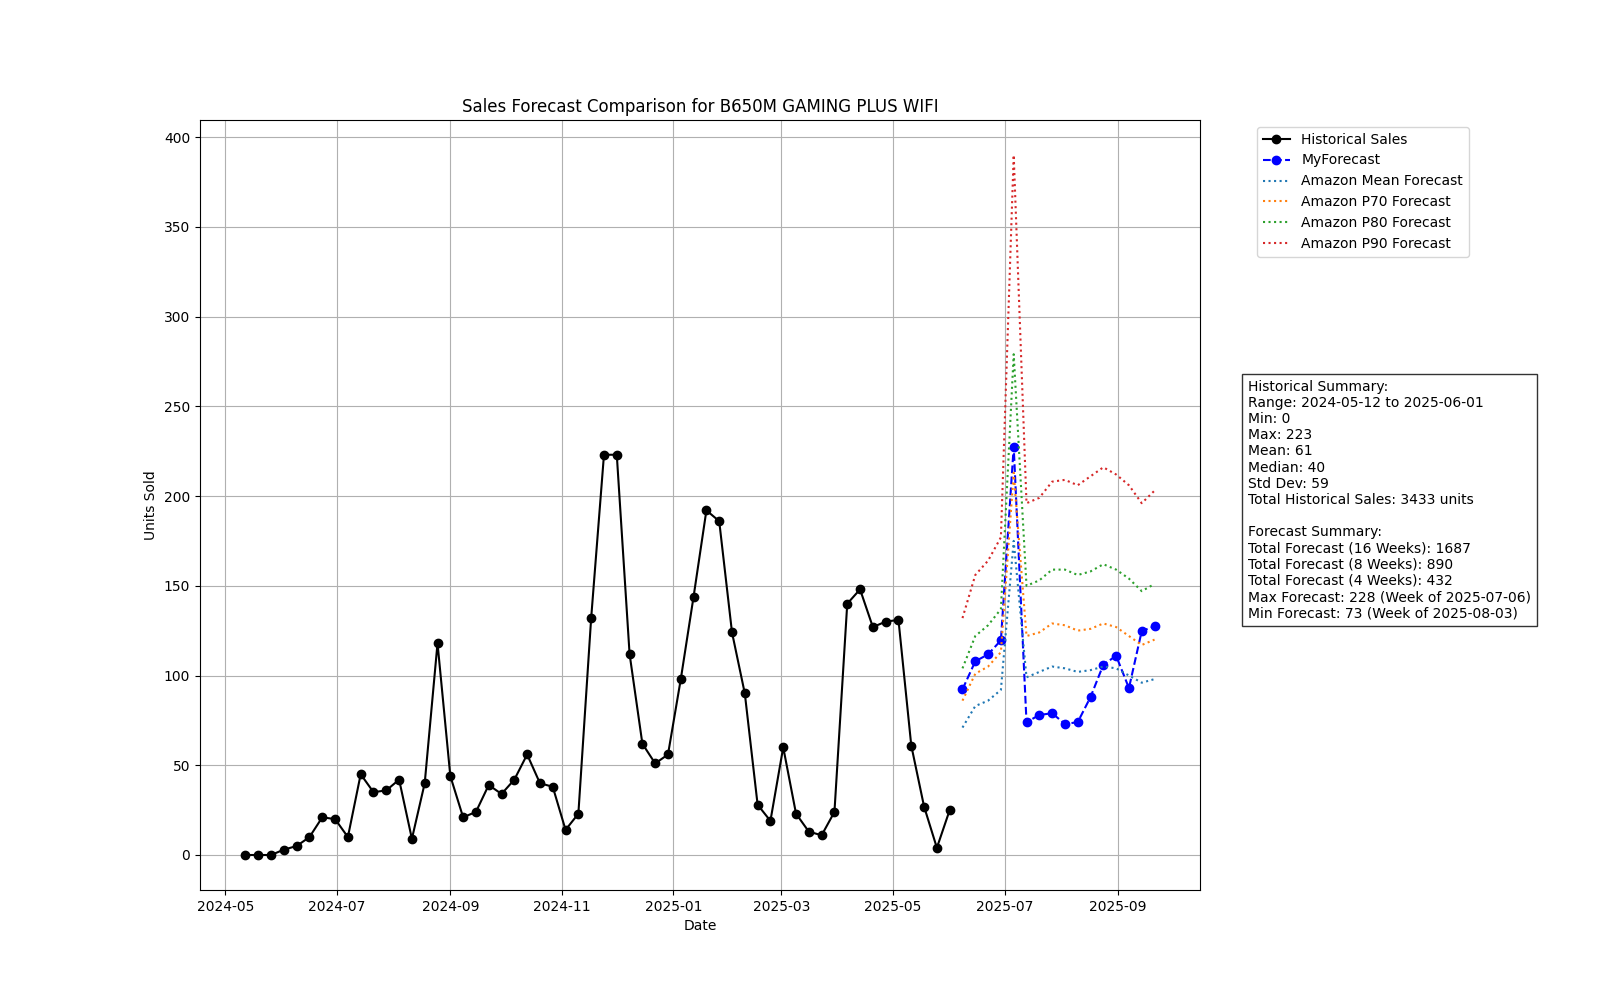 Sales Forecast Comparison for B650M GAMING PLUS WIFI
400
350
300
250
200
150
100
50
0
Units Sold
2024-05
2024-07
2024-09
2024-11
2025-01
2025-03
2025-05
2025-07
2025-09
Date
Historical Sales
MyForecast
Amazon Mean Forecast
Amazon P70 Forecast
Amazon P80 Forecast
Amazon P90 Forecast
Historical Summary:
Range: 2024-05-12 to 2025-06-01
Min: 0
Max: 223
Mean: 61
Median: 40
Std Dev: 59
Total Historical Sales: 3433 units
Forecast Summary:
Total Forecast (16 Weeks): 1687
Total Forecast (8 Weeks): 890
Total Forecast (4 Weeks): 432
Max Forecast: 228 (Week of 2025-07-06)
Min Forecast: 73 (Week of 2025-08-03)